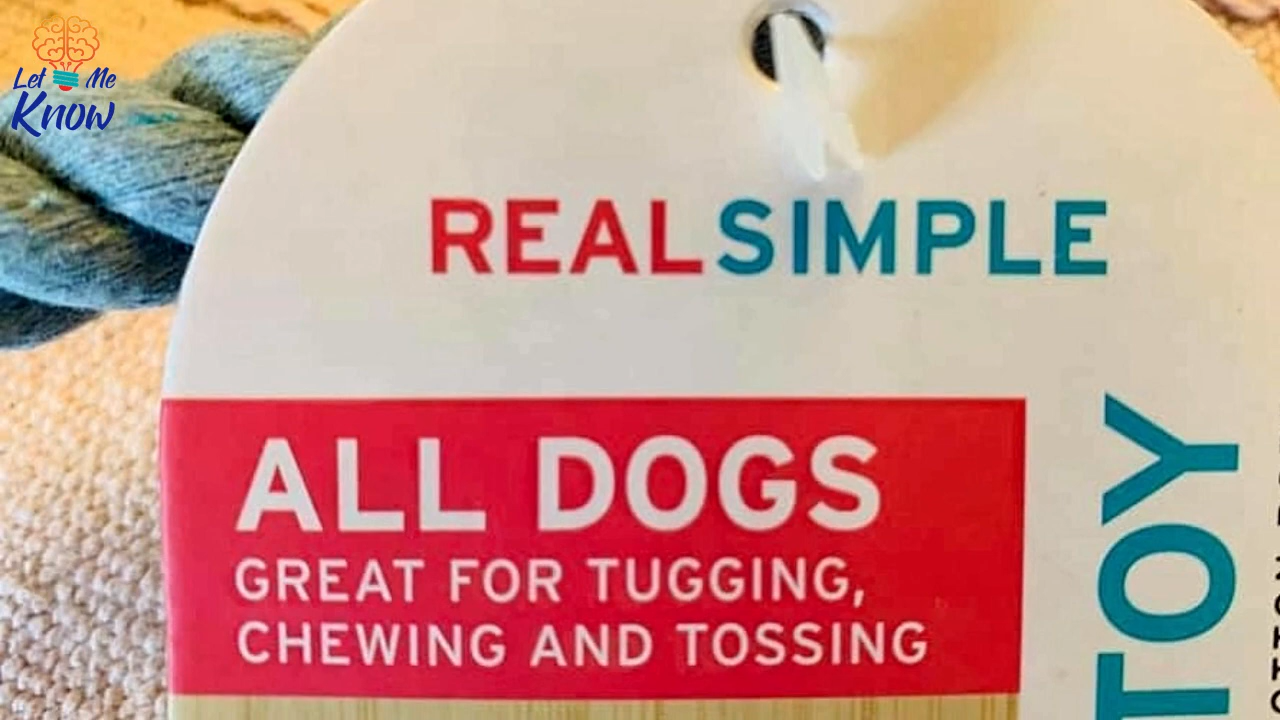 Let Me
Know
REALSIMPLE
ALL DOGS
GREAT FOR TUGGING,
CHEWING AND TOSSING
TOY